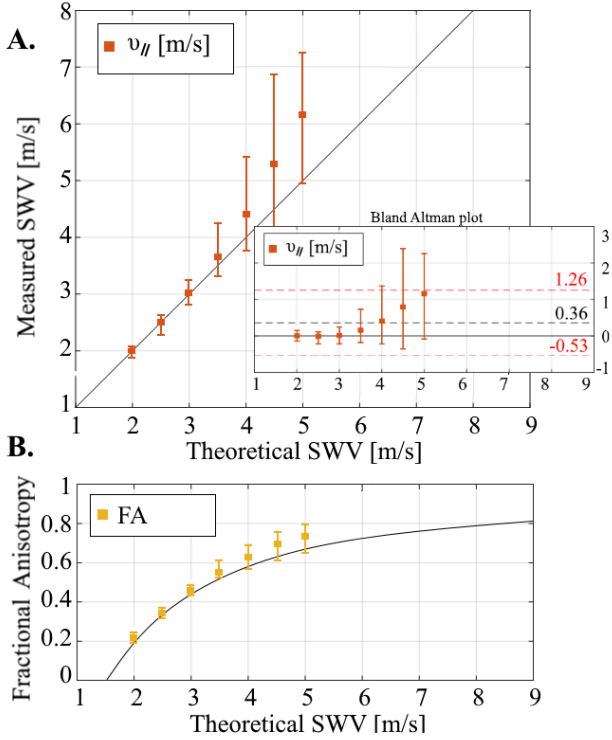 A.
υ// [m/s]
Measured SWV [m/s]
8
7
6
5
4
3
2
1
Bland Altman plot
υ// [m/s]
1.26
0.36
-0.53
3
2
1
0
-1
1 2 3 4 5 6 7 8 9
1 2 3 4 5 6 7 8 9
Theoretical SWV [m/s]
B.
FA
Fractional Anisotropy
1
0.8
0.6
0.4
0.2
0
1 2 3 4 5 6 7 8 9
Theoretical SWV [m/s]